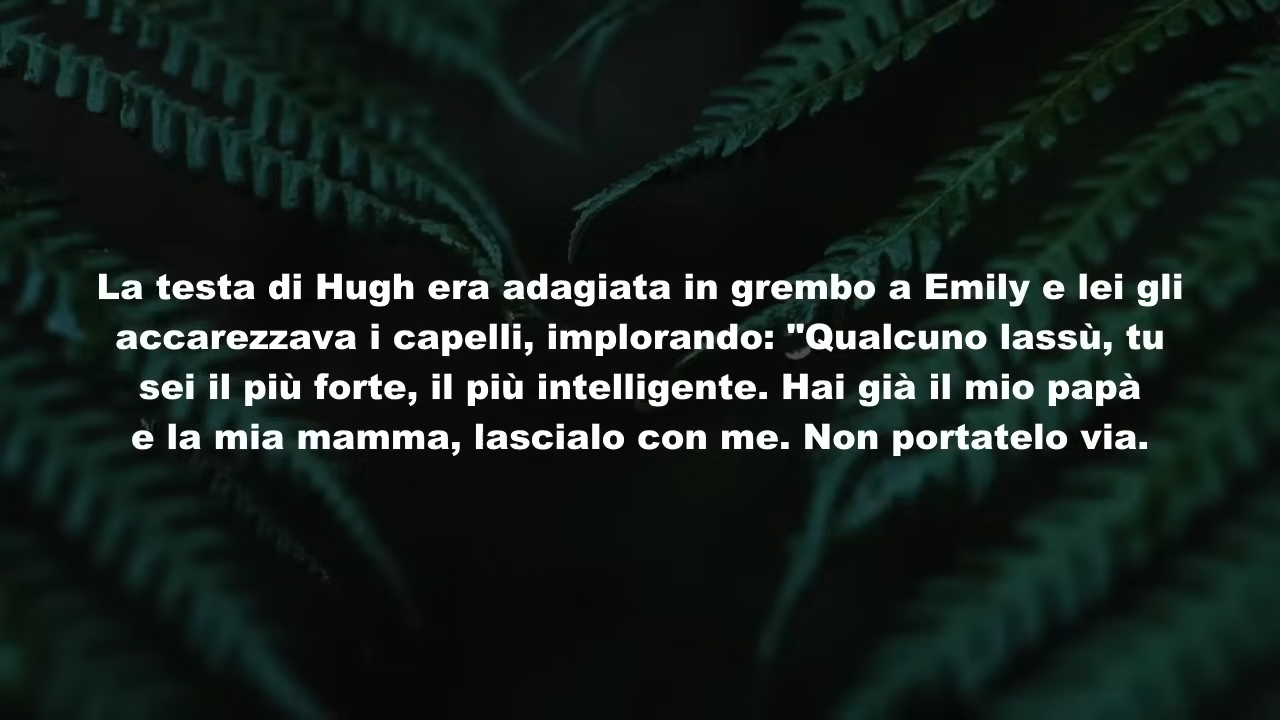 La testa di Hugh era adagiata in grembo a Emily e lei gli
accarezzava i capelli, implorando: "Qualcuno lassù, tu
sei il più forte, il più intelligente. Hai già il mio papà
e la mia mamma, lascialo con me. Non portatelo via.